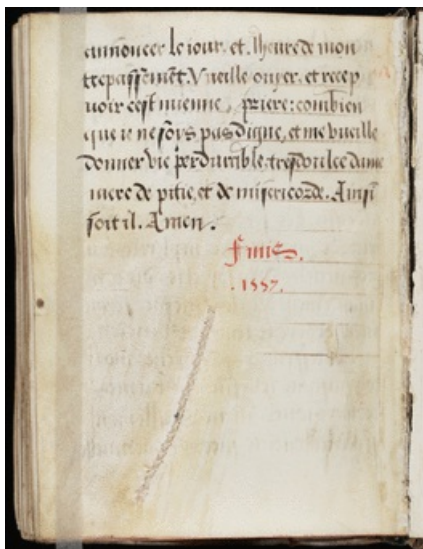 annoncer le iour. et. lheure de mon
trepassemēt. Vueille ouyer. et recep
uoir cest mienne, priere: combien
que ie ne soys pas digne, et me vueille
donner vie perdurable. tresdoulce dame
mere de pitie, et de misericorde. Ainsi
soit il. Amen.
Finis.
.1557.